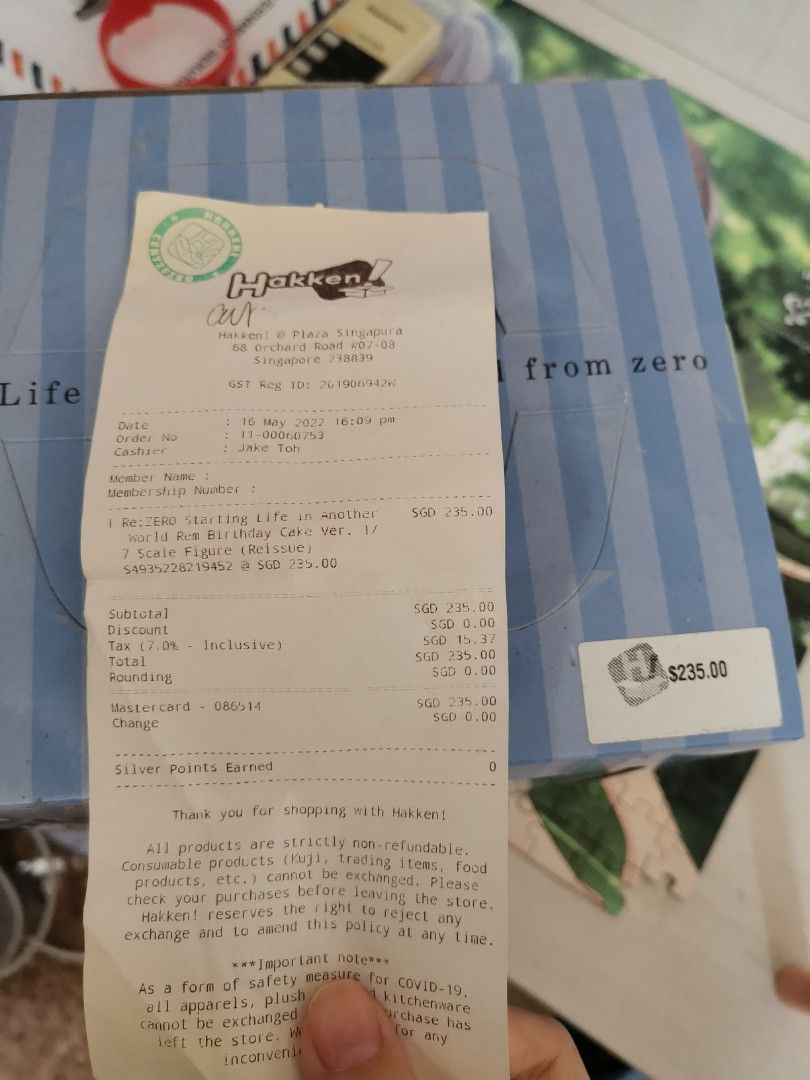 Hakken!
Hakken! @ Plaza Singapura
68 Orchard Road #07-08
Singapore 238839
GST Reg ID: 201906942W
Date : 16 May 2022 16:09 pm
Order No : 11-00060753
Cashier : Jake Toh
Member Name :
Membership Number :
1 Re:ZERO Starting Life in Another SGD 235.00
World Rem Birthday Cake Ver. 1/
7 Scale Figure (Reissue)
S4935228219452 @ SGD 235.00
Subtotal SGD 235.00
Discount SGD 0.00
Tax (7.0% - Inclusive) SGD 15.37
Total SGD 235.00
Rounding SGD 0.00
Mastercard - 086514 SGD 235.00
Change SGD 0.00
Silver Points Earned 0
Thank you for shopping with Hakken!
All products are strictly non-refundable.
Consumable products (Kuji, trading items, food
products, etc.) cannot be exchanged. Please
check your purchases before leaving the store.
Hakken! reserves the right to reject any
exchange and to amend this policy at any time.
***Important note***
As a form of safety measure for COVID-19,
all apparels, plush kitchenware
cannot be exchanged has
left the store. for any
Life
from zero
H! $235.00